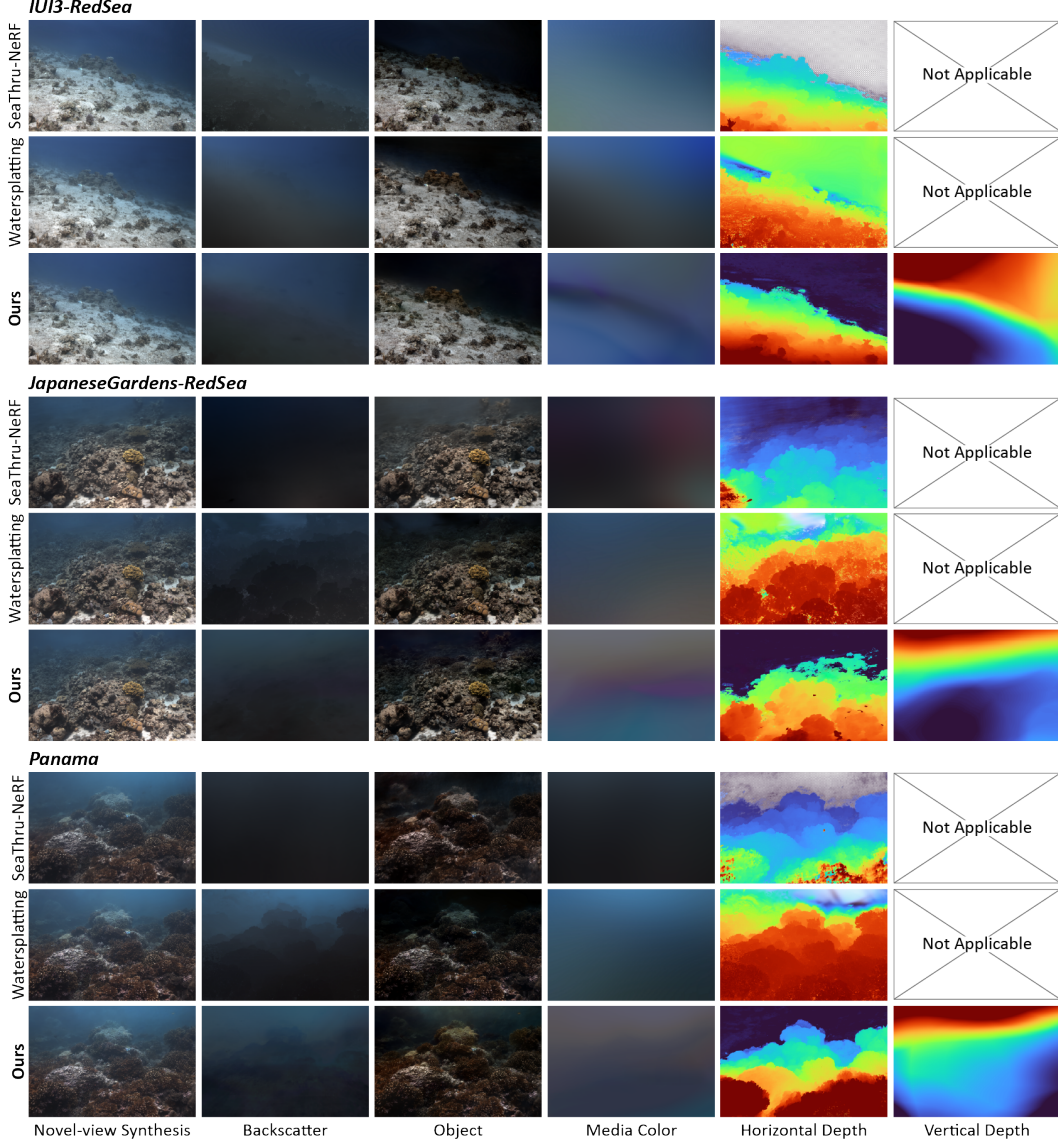 IUI3-RedSea
SeaThru-NeRF
Not Applicable
Watersplatting
Not Applicable
Ours
JapaneseGardens-RedSea
SeaThru-NeRF
Not Applicable
Watersplatting
Not Applicable
Ours
Panama
SeaThru-NeRF
Not Applicable
Watersplatting
Not Applicable
Ours
Novel-view Synthesis
Backscatter
Object
Media Color
Horizontal Depth
Vertical Depth